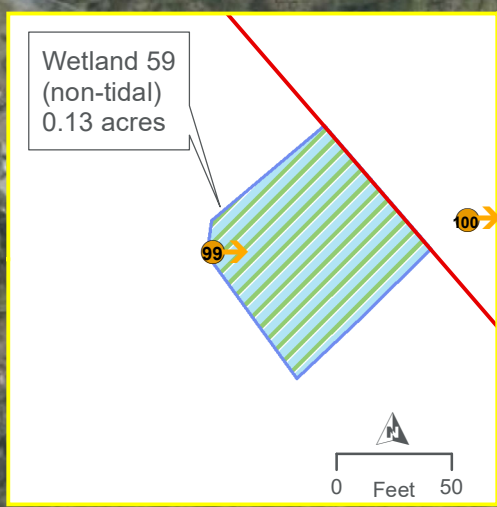 Wetland 59
(non-tidal)
0.13 acres
99
100
N
0 Feet 50